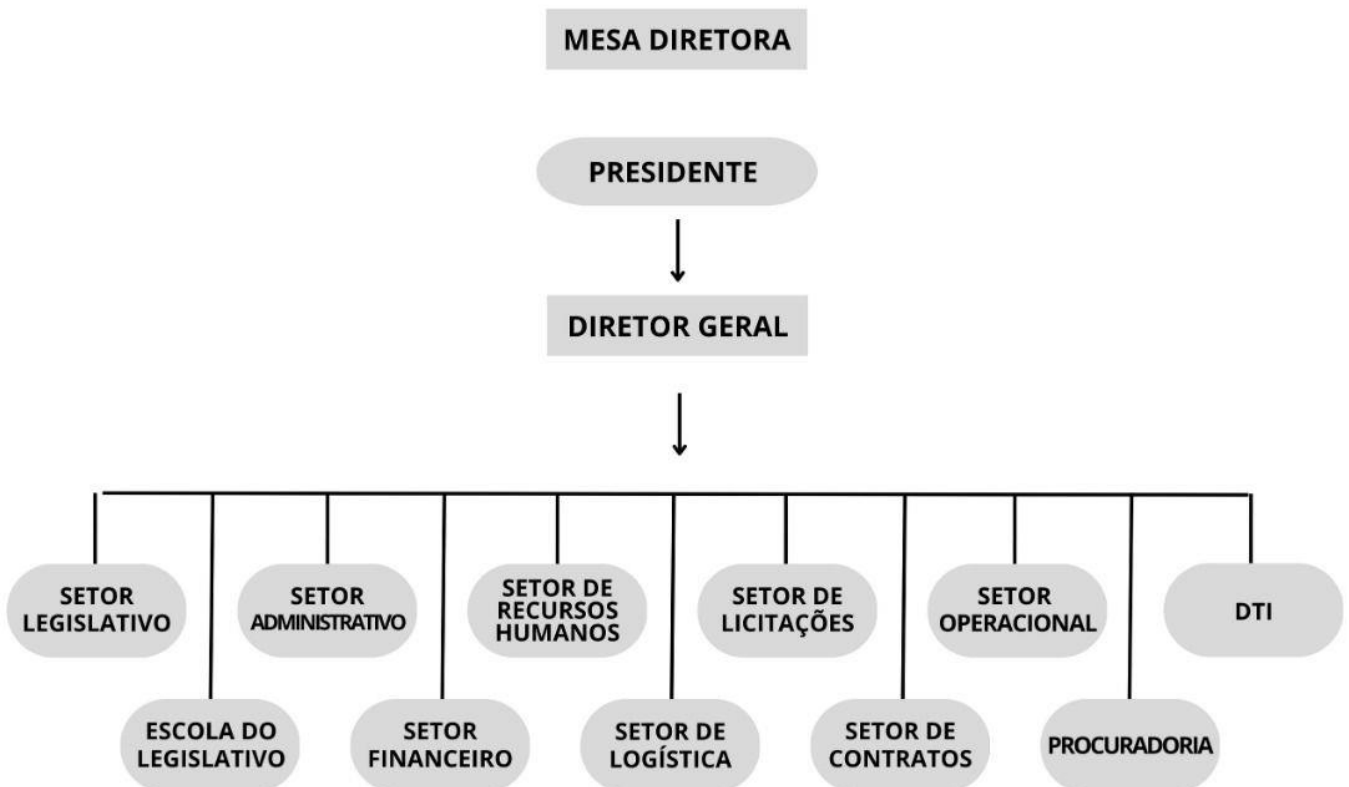 MESA DIRETORA
PRESIDENTE
DIRETOR GERAL
SETOR
LEGISLATIVO
SETOR
ADMINISTRATIVO
SETOR DE
RECURSOS
HUMANOS
SETOR DE
LICITAÇÕES
SETOR
OPERACIONAL
DTI
ESCOLA DO
LEGISLATIVO
SETOR
FINANCEIRO
SETOR DE
LOGÍSTICA
SETOR DE
CONTRATOS
PROCURADORIA